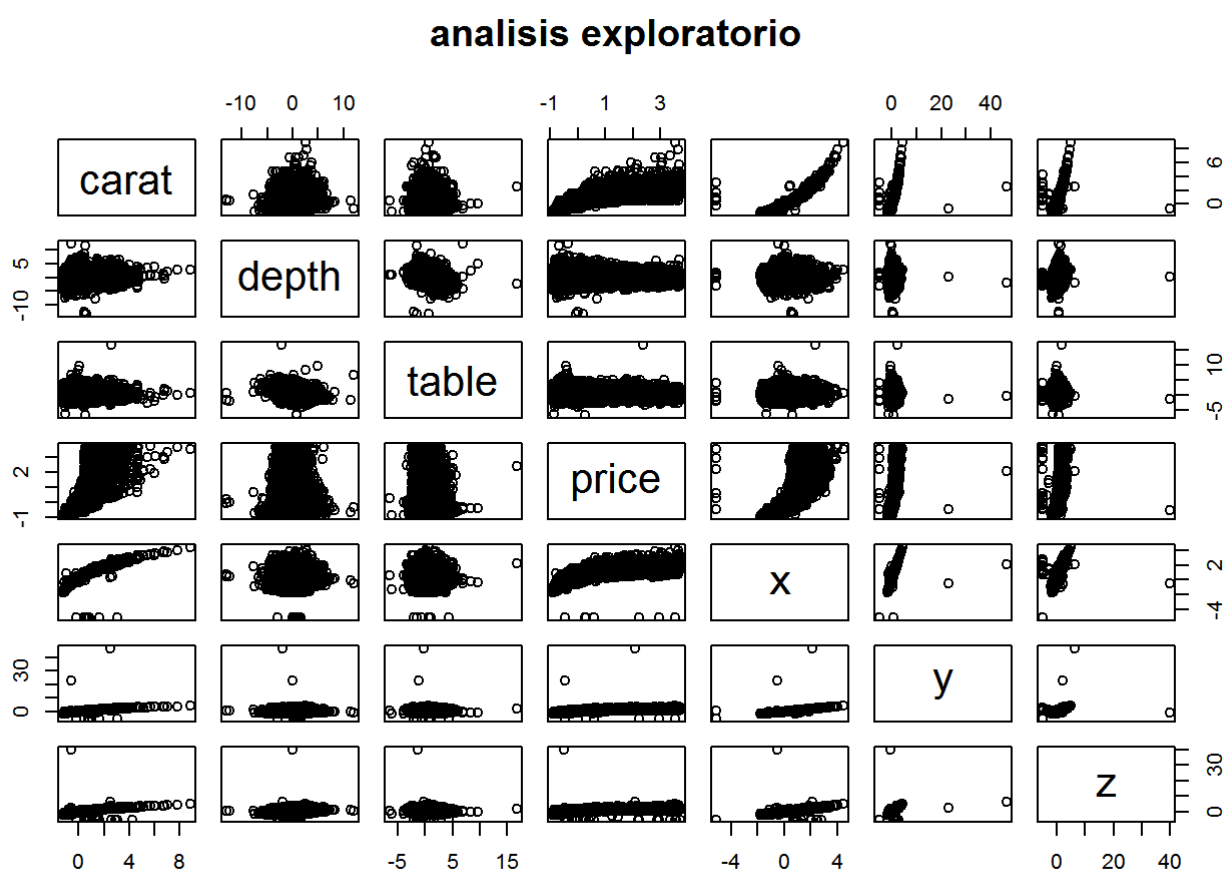 analisis exploratorio
-10 0 10 -1 1 3 0 20 40
carat 0 6
-10 5 depth
table -5 10
-1 2 price
x -4 2
0 30 y
z 0 30
0 4 8 -5 5 15 -4 0 4 0 20 40